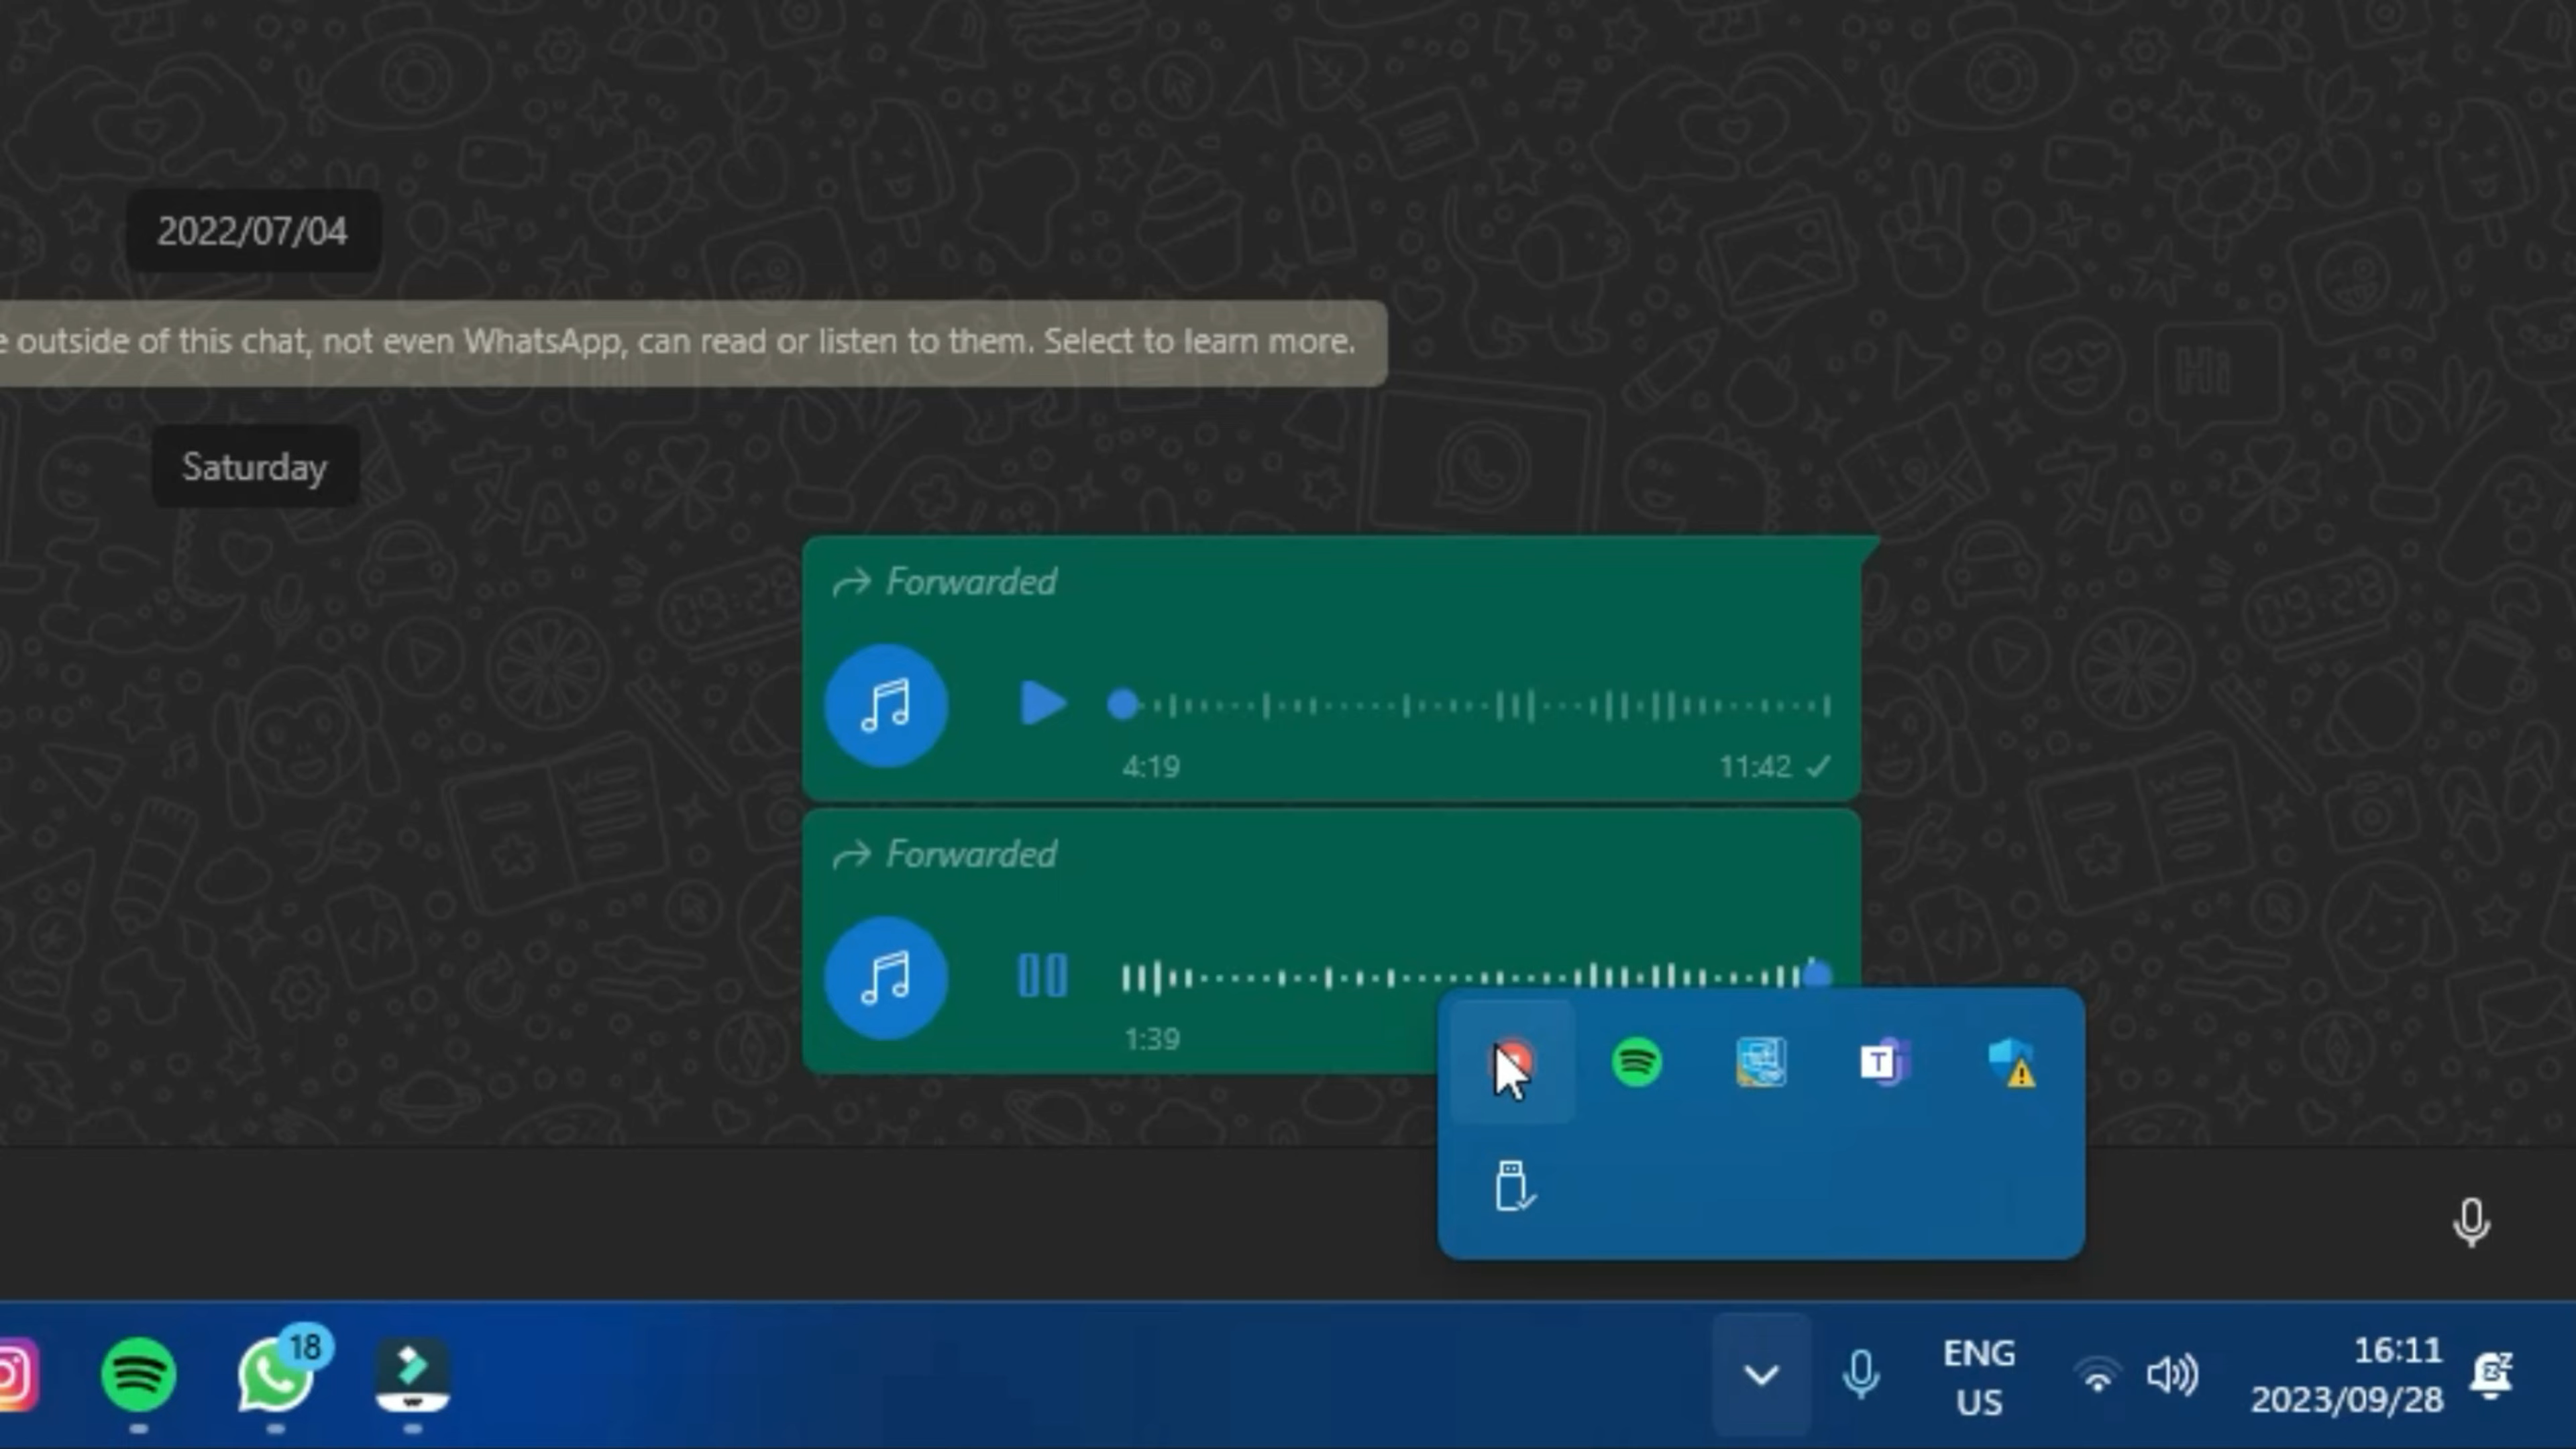 2022/07/04
e outside of this chat, not even WhatsApp, can read or listen to them. Select to learn more.
Saturday
Forwarded
4:19
11:42
Forwarded
1:39
T
18
ENG
US
16:11
2023/09/28